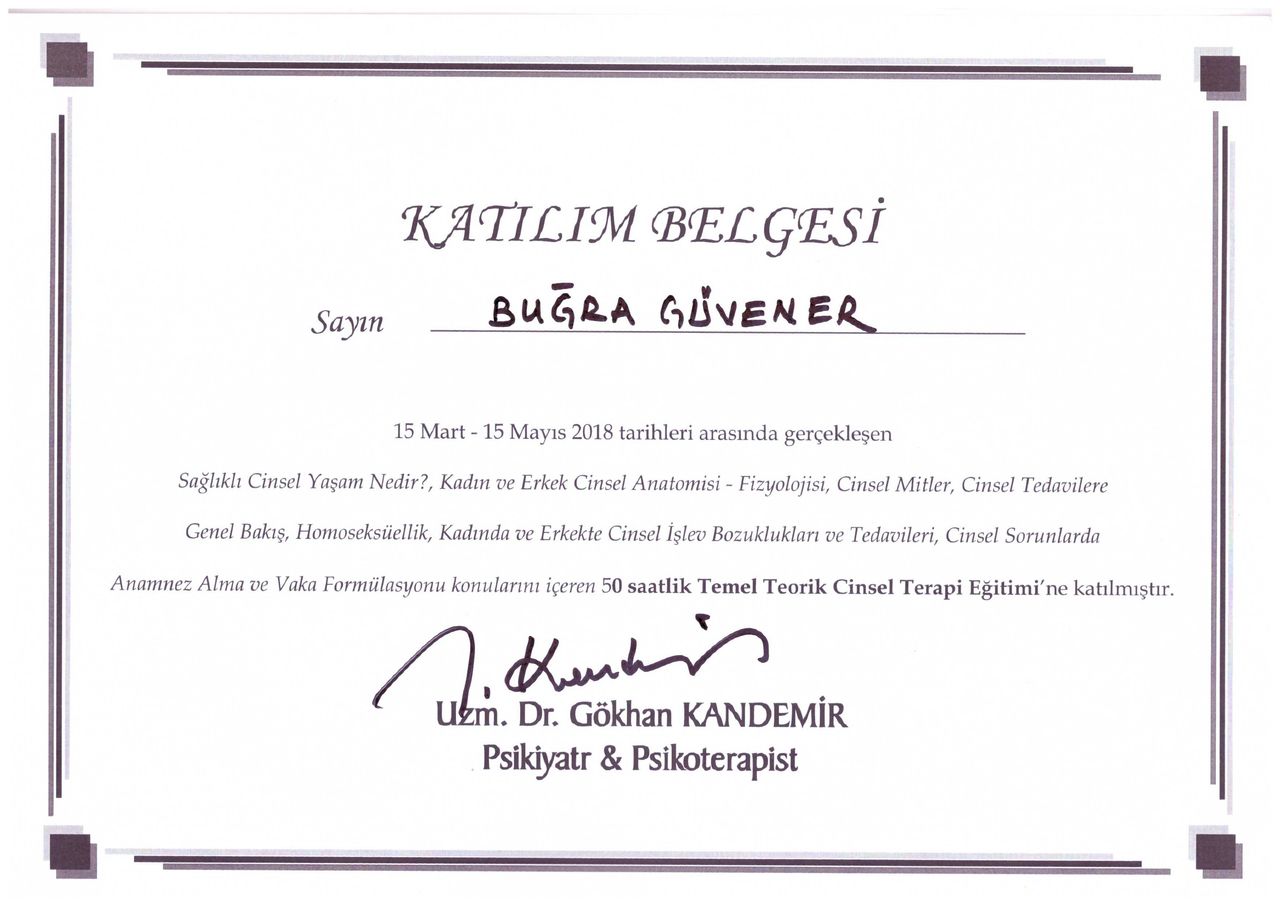 KATILIM BELGESİ
Sayın BUĞRA GÜVENER
15 Mart - 15 Mayıs 2018 tarihleri arasında gerçekleşen
Sağlıklı Cinsel Yaşam Nedir?, Kadın ve Erkek Cinsel Anatomisi - Fizyolojisi, Cinsel Mitler, Cinsel Tedavilere
Genel Bakış, Homoseksüellik, Kadında ve Erkekte Cinsel İşlev Bozuklukları ve Tedavileri, Cinsel Sorunlarda
Anamnez Alma ve Vaka Formülasyonu konularını içeren 50 saatlik Temel Teorik Cinsel Terapi Eğitimi'ne katılmıştır.
Uzm. Dr. Gökhan KANDEMİR
Psikiyatr & Psikoterapist